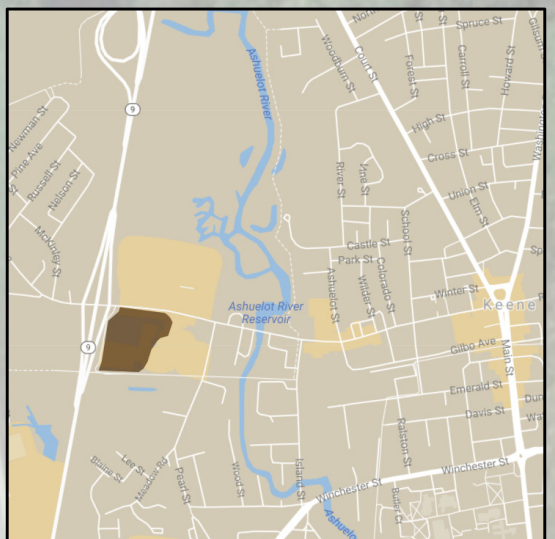 Spruce St
Woodburn St
Court St
Forest St
Carroll St
Howard St
Ashuelot River
9
Newman St
Pine Ave
Russell St
Nelson St
High St
Cross St
River St
Vine St
Union St
Elm St
McKinley St
School St
Castle St
Park St
Ashuelot St
Wilder St
Colorado St
Winter St
Keene
Ashuelot River
Reservoir
9
Gilbo Ave
Main St
Emerald St
Davis St
Ralston St
Winchester St
Blaine St
Lee St
Meadow Rd
Pearl St
Wood St
Island St
Winchester St
Butler Ct